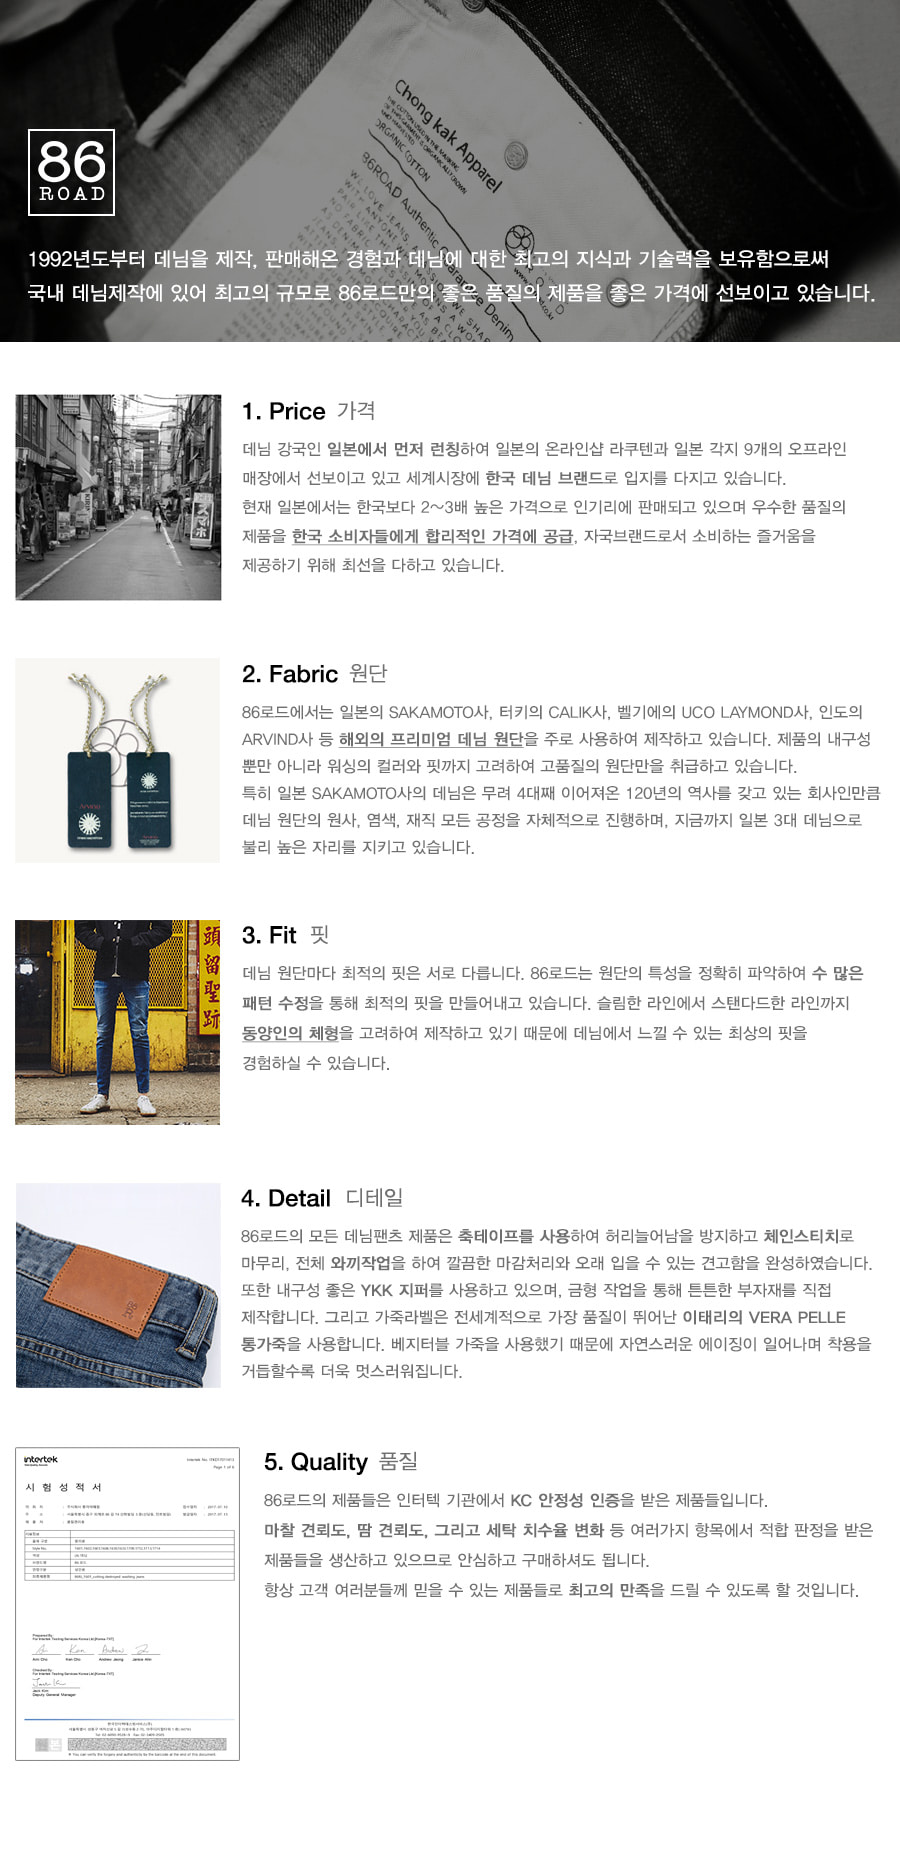 Chong kak Apparel
ORGANIC COTTON
86ROAD Authentic Guarantee Denim
86
ROAD
1992년도부터 데님을 제작, 판매해온 경험과 데님에 대한 최고의 지식과 기술력을 보유함으로써
국내 데님제작에 있어 최고의 규모로 86로드만의 좋은 품질의 제품을 좋은 가격에 선보이고 있습니다.
1. Price 가격
데님 강국인 일본에서 먼저 런칭하여 일본의 온라인샵 라쿠텐과 일본 각지 9개의 오프라인
매장에서 선보이고 있고 세계시장에 한국 데님 브랜드로 입지를 다지고 있습니다.
현재 일본에서는 한국보다 2~3배 높은 가격으로 인기리에 판매되고 있으며 우수한 품질의
제품을 한국 소비자들에게 합리적인 가격에 공급, 자국브랜드로서 소비하는 즐거움을
제공하기 위해 최선을 다하고 있습니다.
2. Fabric 원단
86로드에서는 일본의 SAKAMOTO사, 터키의 CALIK사, 벨기에의 UCO LAYMOND사, 인도의
ARVIND사 등 해외의 프리미엄 데님 원단을 주로 사용하여 제작하고 있습니다. 제품의 내구성
뿐만 아니라 워싱의 컬러와 핏까지 고려하여 고품질의 원단만을 취급하고 있습니다.
특히 일본 SAKAMOTO사의 데님은 무려 4대째 이어져온 120년의 역사를 갖고 있는 회사인만큼
데님 원단의 원사, 염색, 재직 모든 공정을 자체적으로 진행하며, 지금까지 일본 3대 데님으로
불리 높은 자리를 지키고 있습니다.
3. Fit 핏
데님 원단마다 최적의 핏은 서로 다릅니다. 86로드는 원단의 특성을 정확히 파악하여 수 많은
패턴 수정을 통해 최적의 핏을 만들어내고 있습니다. 슬림한 라인에서 스탠다드한 라인까지
동양인의 체형을 고려하여 제작하고 있기 때문에 데님에서 느낄 수 있는 최상의 핏을
경험하실 수 있습니다.
頭
留
聖
跡
4. Detail 디테일
86로드의 모든 데님팬츠 제품은 축테이프를 사용하여 허리늘어남을 방지하고 체인스티치로
마무리, 전체 와끼작업을 하여 깔끔한 마감처리와 오래 입을 수 있는 견고함을 완성하였습니다.
또한 내구성 좋은 YKK 지퍼를 사용하고 있으며, 금형 작업을 통해 튼튼한 부자재를 직접
제작합니다. 그리고 가죽라벨은 전세계적으로 가장 품질이 뛰어난 이태리의 VERA PELLE
통가죽을 사용합니다. 베지터블 가죽을 사용했기 때문에 자연스러운 에이징이 일어나며 착용을
거듭할수록 더욱 멋스러워집니다.
5. Quality 품질
86로드의 제품들은 인터텍 기관에서 KC 안정성 인증을 받은 제품들입니다.
마찰 견뢰도, 땀 견뢰도, 그리고 세탁 치수율 변화 등 여러가지 항목에서 적합 판정을 받은
제품들을 생산하고 있으므로 안심하고 구매하셔도 됩니다.
항상 고객 여러분들께 믿을 수 있는 제품들로 최고의 만족을 드릴 수 있도록 할 것입니다.
intertek
시 험 성 적 서
Prepared By :
For Intertek Testing Services Korea Ltd.
Checked By :
For Intertek Testing Services Korea Ltd.
Deputy General Manager